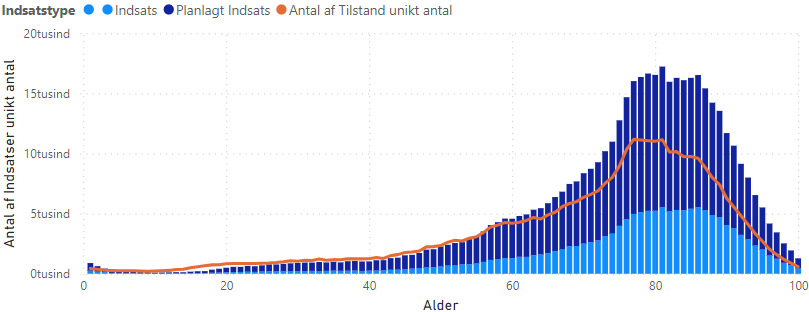 Indsatstype Indsats Planlagt Indsats Antal af Tilstand unikt antal
20tusind
15tusind
10tusind
5tusind
0tusind
Antal af Indsatser unikt antal
0 20 40 60 80 100
Alder